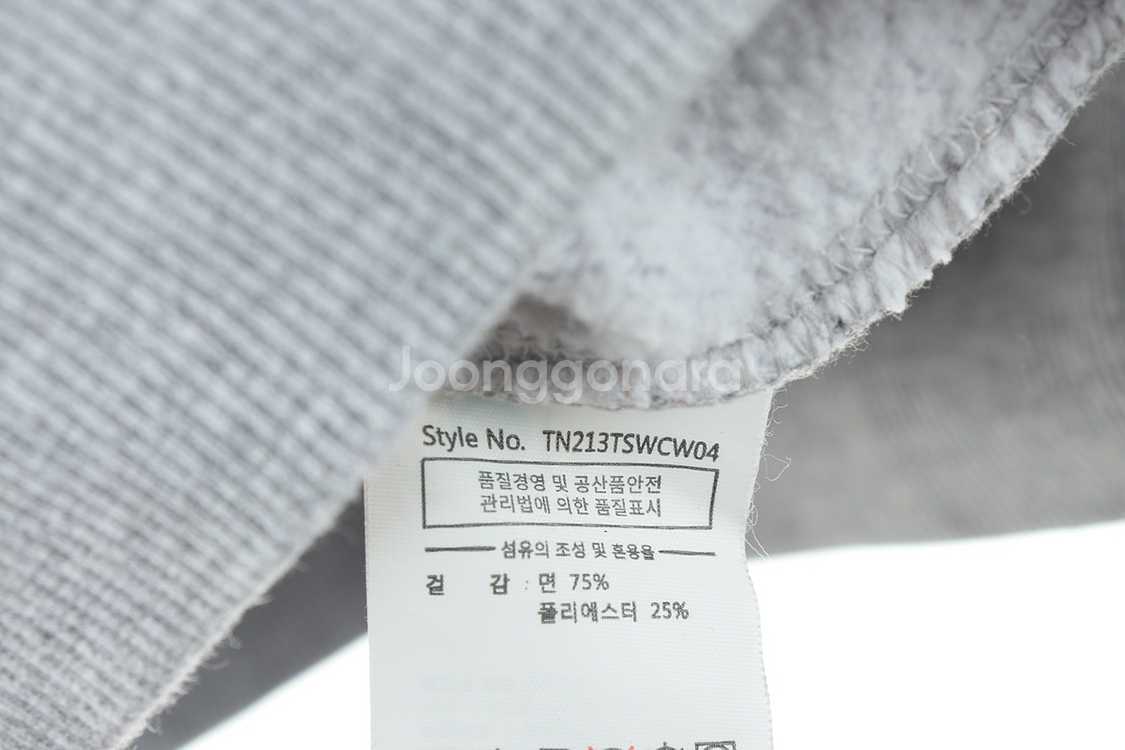 Joonggonara
Style No. TN213TSWCW04
품질경영 및 공산품안전
관리법에 의한 품질표시
섬유의 조성 및 혼용율
겉 감 : 면 75%
폴리에스터 25%